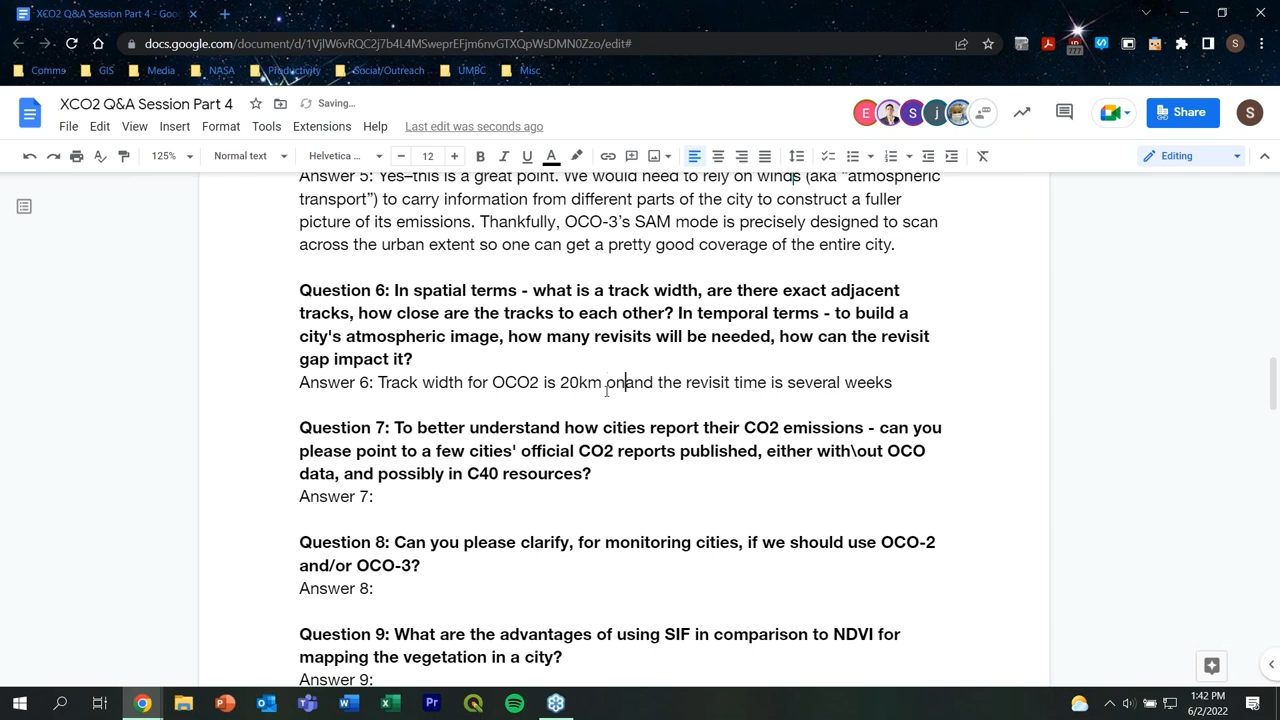 XCO2 Q&A Session Part 4 - Goo
docs.google.com/document/d/1VjlW6vRQC2j7b4L4MSweprEFjm6nvGTXQpWsDMN0Zzo/edit#
S
Comms GIS Media NASA Productivity Social/Outreach UMBC Misc
XCO2 Q&A Session Part 4 Saving…
E S j Share S
File Edit View Insert Format Tools Extensions Help Last edit was seconds ago
125% Normal text Helvetica ... 12 B I U A Editing
Answer 5: Yes–this is a great point. We would need to rely on winds (aka “atmospheric
transport”) to carry information from different parts of the city to construct a fuller
picture of its emissions. Thankfully, OCO-3’s SAM mode is precisely designed to scan
across the urban extent so one can get a pretty good coverage of the entire city.
Question 6: In spatial terms - what is a track width, are there exact adjacent
tracks, how close are the tracks to each other? In temporal terms - to build a
city's atmospheric image, how many revisits will be needed, how can the revisit
gap impact it?
Answer 6: Track width for OCO2 is 20km onand the revisit time is several weeks
Question 7: To better understand how cities report their CO2 emissions - can you
please point to a few cities' official CO2 reports published, either with\out OCO
data, and possibly in C40 resources?
Answer 7:
Question 8: Can you please clarify, for monitoring cities, if we should use OCO-2
and/or OCO-3?
Answer 8:
Question 9: What are the advantages of using SIF in comparison to NDVI for
mapping the vegetation in a city?
Answer 9:
1:42 PM
6/2/2022